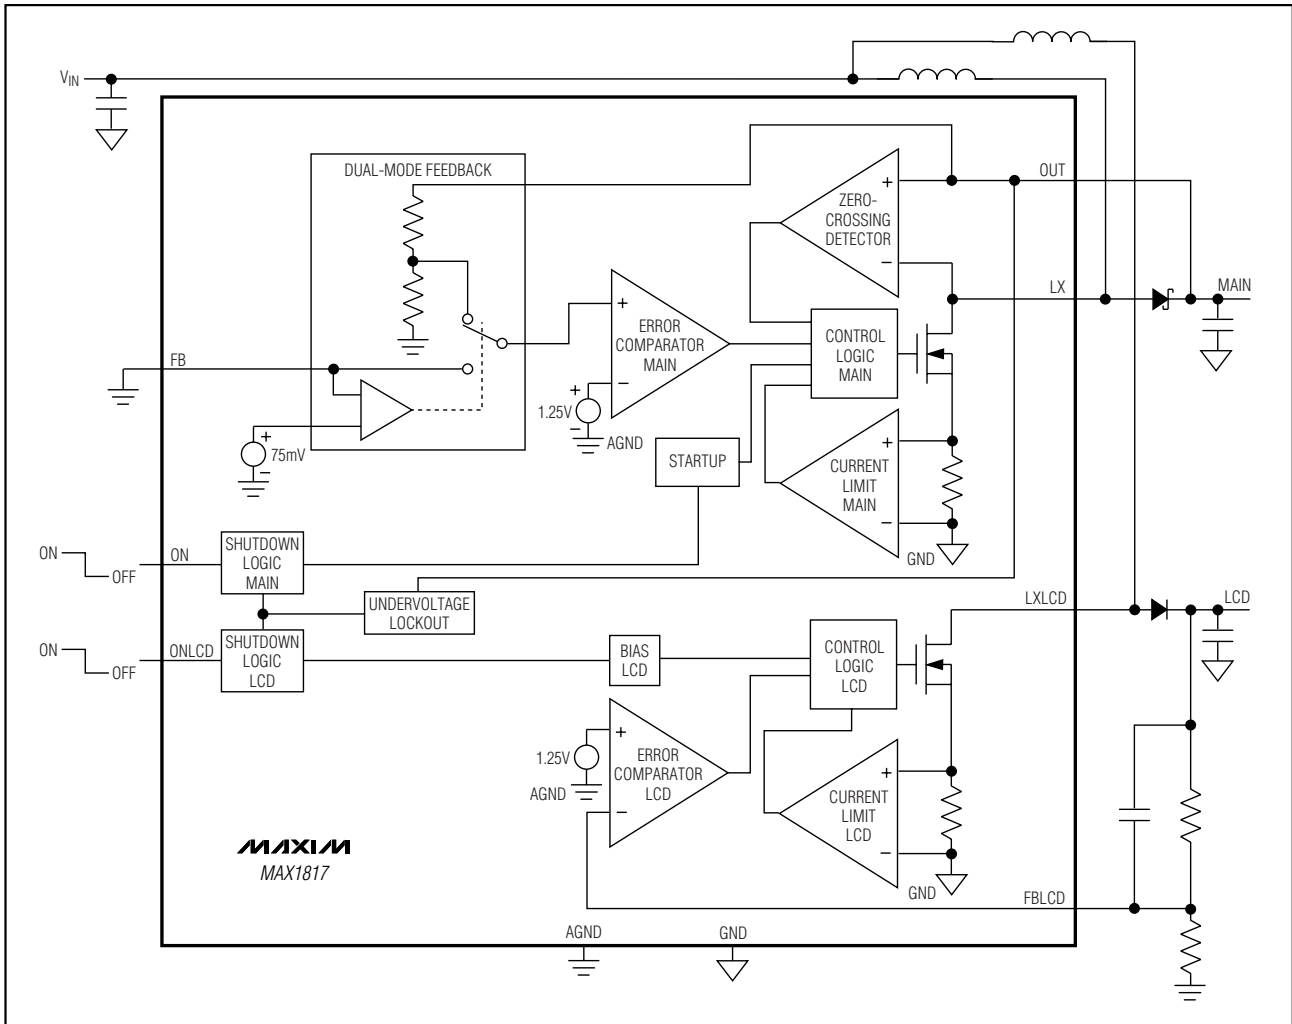 VIN
DUAL-MODE FEEDBACK
+
ZERO-
CROSSING
DETECTOR
−
OUT
LX
MAIN
+
ERROR
COMPARATOR
MAIN
−
CONTROL
LOGIC
MAIN
FB
+
1.25V
−
AGND
+
75mV
−
STARTUP
+
CURRENT
LIMIT
MAIN
−
GND
ON
OFF
ON
SHUTDOWN
LOGIC
MAIN
UNDERVOLTAGE
LOCKOUT
LXLCD
LCD
ON
OFF
ONLCD
SHUTDOWN
LOGIC
LCD
BIAS
LCD
CONTROL
LOGIC
LCD
1.25V
AGND
+
ERROR
COMPARATOR
LCD
−
+
CURRENT
LIMIT
LCD
−
GND
MAXIM
MAX1817
FBLCD
AGND
GND